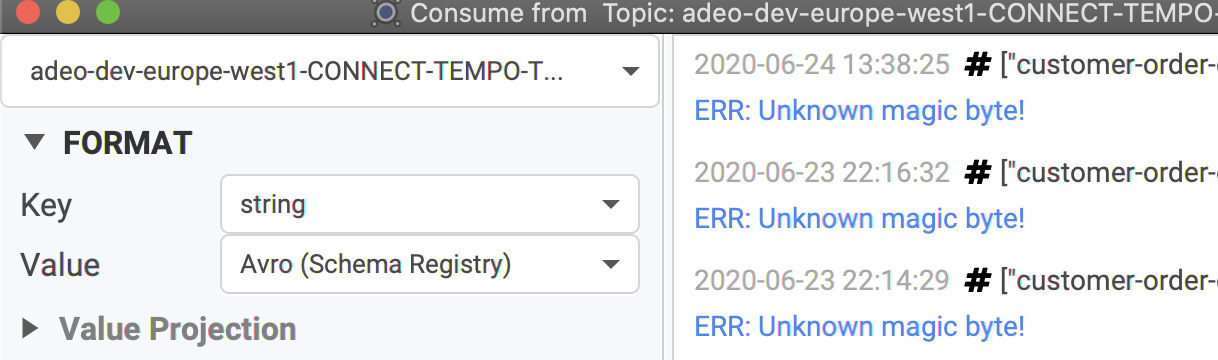 Consume from Topic: adeo-dev-europe-west1-CONNECT-TEMPO-
adeo-dev-europe-west1-CONNECT-TEMPO-T...
FORMAT
Key
string
Value
Avro (Schema Registry)
Value Projection
2020-06-24 13:38:25 # ["customer-order-
ERR: Unknown magic byte!
2020-06-23 22:16:32 # ["customer-order-
ERR: Unknown magic byte!
2020-06-23 22:14:29 # ["customer-order-
ERR: Unknown magic byte!